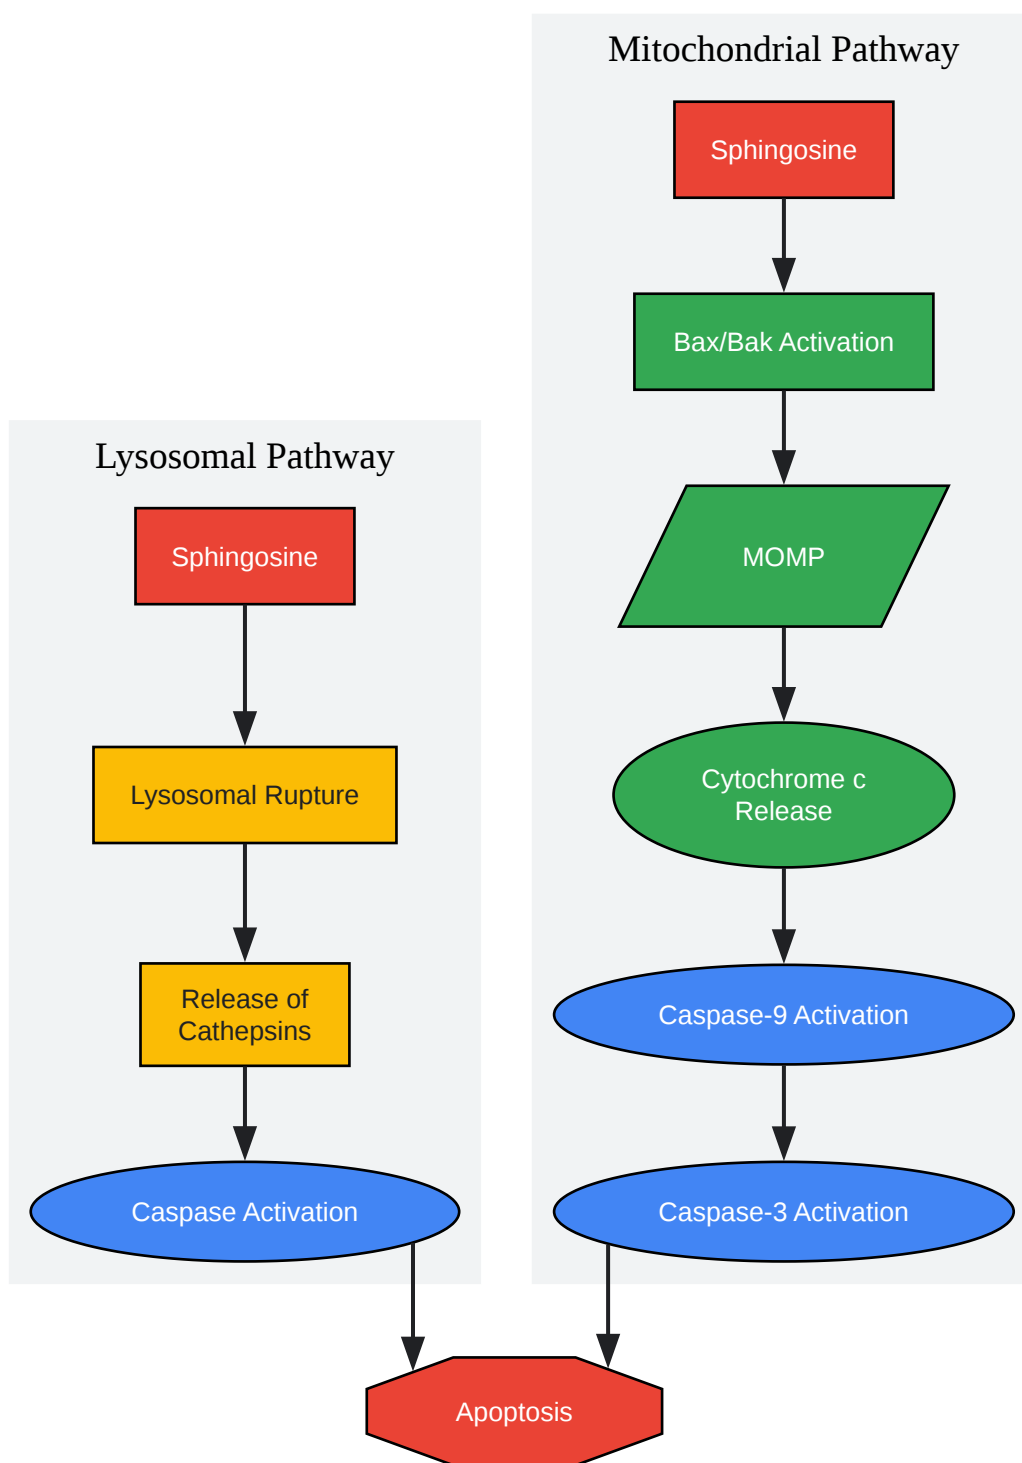 Mitochondrial Pathway
Sphingosine
Bax/Bak Activation
MOMP
Cytochrome c
Release
Caspase-9 Activation
Caspase-3 Activation
Lysosomal Pathway
Sphingosine
Lysosomal Rupture
Release of
Cathepsins
Caspase Activation
Apoptosis